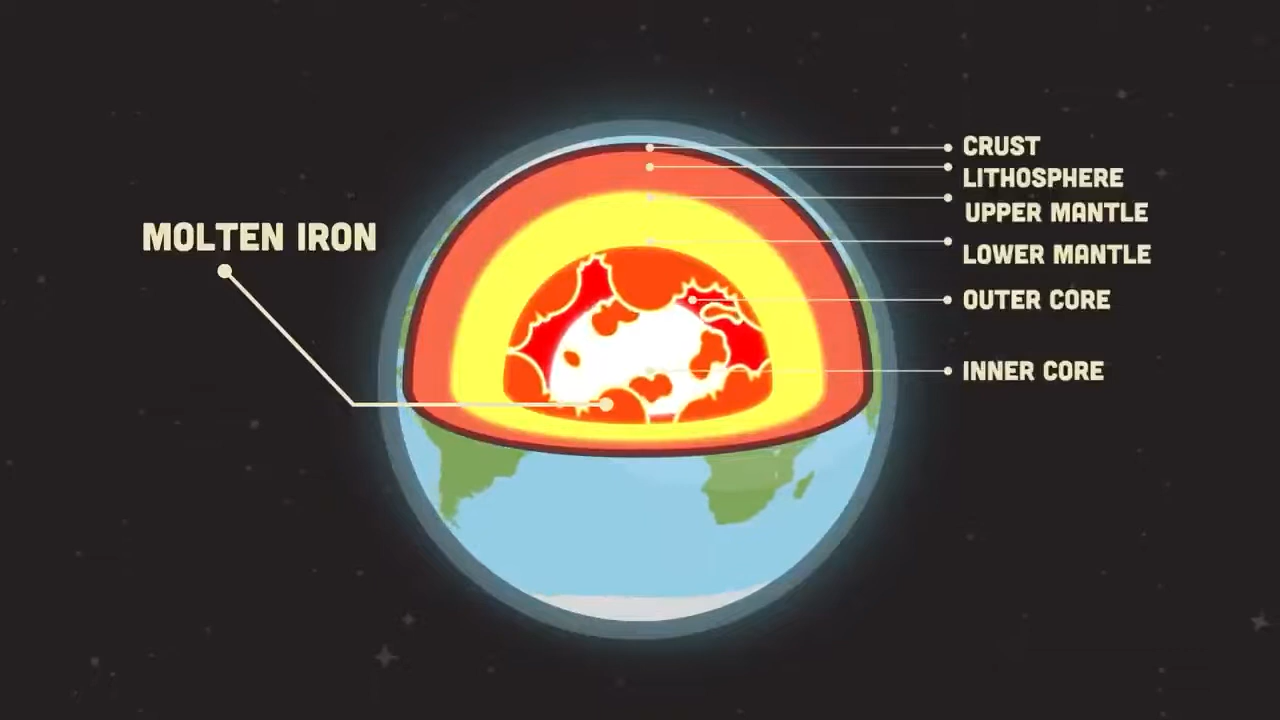 CRUST
LITHOSPHERE
UPPER MANTLE
MOLTEN IRON
LOWER MANTLE
OUTER CORE
INNER CORE